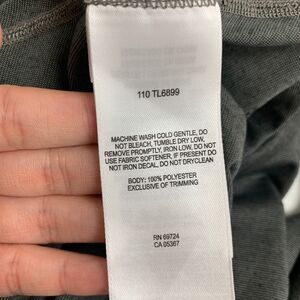 110 TL6899
MACHINE WASH COLD GENTLE, DO
NOT BLEACH, TUMBLE DRY LOW,
REMOVE PROMPTLY, IRON LOW, DO NOT
USE FABRIC SOFTENER, IF PRESENT DO
NOT IRON DECAL, DO NOT DRYCLEAN
BODY: 100% POLYESTER
EXCLUSIVE OF TRIMMING
RN 69724
CA 05367